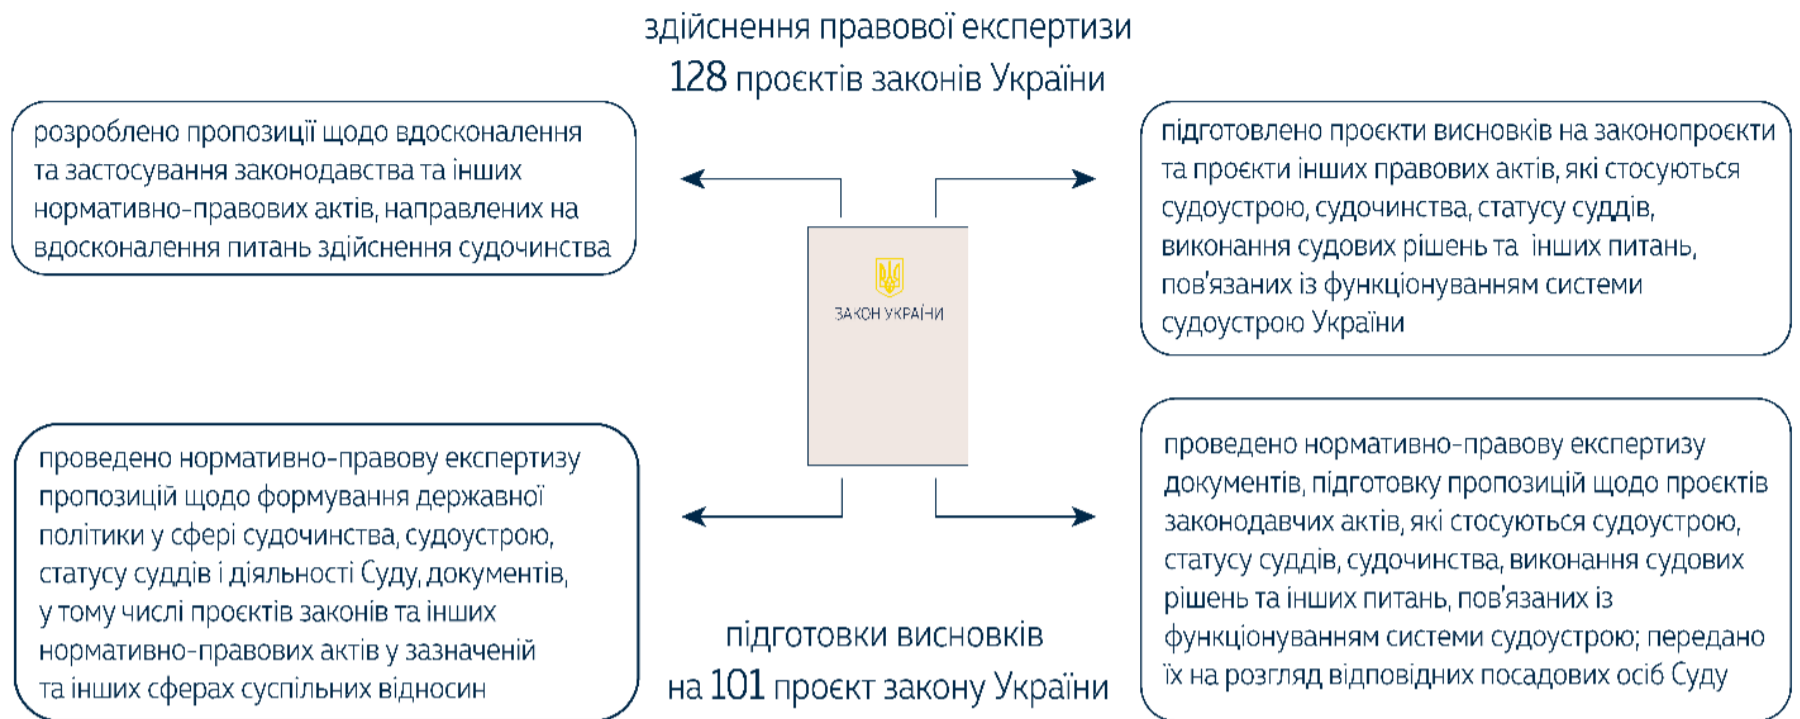 здійснення правової експертизи
128 проєктів законів України
розроблено пропозиції щодо вдосконалення
та застосування законодавства та інших
нормативно-правових актів, направлених на
вдосконалення питань здійснення судочинства
підготовлено проєкти висновків на законопроєкти
та проєкти інших правових актів, які стосуються
судоустрою, судочинства, статусу суддів,
виконання судових рішень та інших питань,
пов'язаних із функціонуванням системи
судоустрою України
ЗАКОН УКРАЇНИ
проведено нормативно-правову експертизу
пропозицій щодо формування державної
політики у сфері судочинства, судоустрою,
статусу суддів і діяльності Суду, документів,
у тому числі проєктів законів та інших
нормативно-правових актів у зазначеній
та інших сферах суспільних відносин
проведено нормативно-правову експертизу
документів, підготовку пропозицій щодо проєктів
законодавчих актів, які стосуються судоустрою,
статусу суддів, судочинства, виконання судових
рішень та інших питань, пов'язаних із
функціонуванням системи судоустрою; передано
їх на розгляд відповідних посадових осіб Суду
підготовки висновків
на 101 проєкт закону України